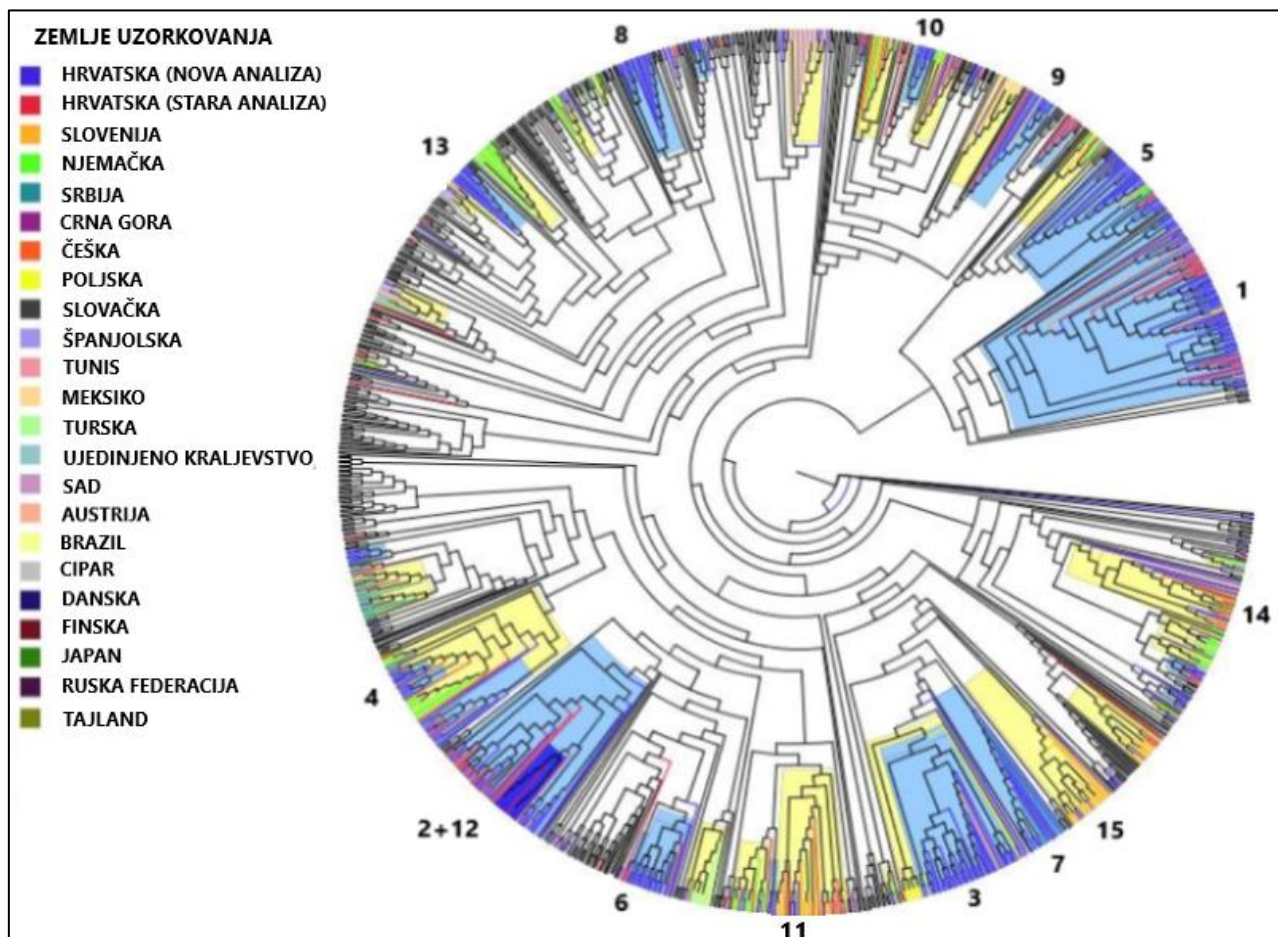 ZEMLJE UZORKOVANJA
HRVATSKA (NOVA ANALIZA)
HRVATSKA (STARA ANALIZA)
SLOVENIJA
NJEMAČKA
SRBIJA
CRNA GORA
ČEŠKA
POLJSKA
SLOVAČKA
ŠPANJOLSKA
TUNIS
MEKSIKO
TURSKA
UJEDINJENO KRALJEVSTVO
SAD
AUSTRIJA
BRAZIL
CIPAR
DANSKA
FINSKA
JAPAN
RUSKA FEDERACIJA
TAJLAND
8
10
9
5
1
13
14
4
15
2+12
7
6
3
11